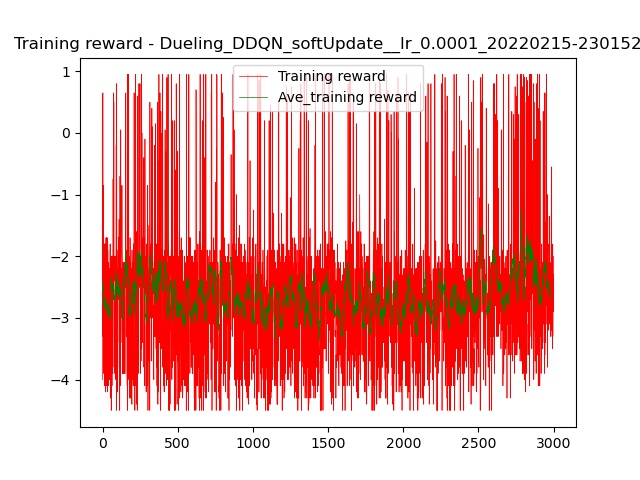 Training reward - Dueling_DDQN_softUpdate__lr_0.0001_20220215-230152
Training reward
Ave_training reward
1
0
−1
−2
−3
−4
0 500 1000 1500 2000 2500 3000